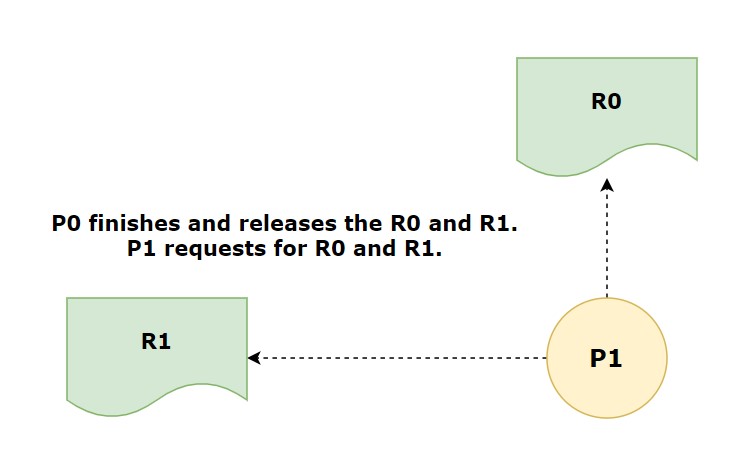 R0
P0 finishes and releases the R0 and R1.
P1 requests for R0 and R1.
R1
P1